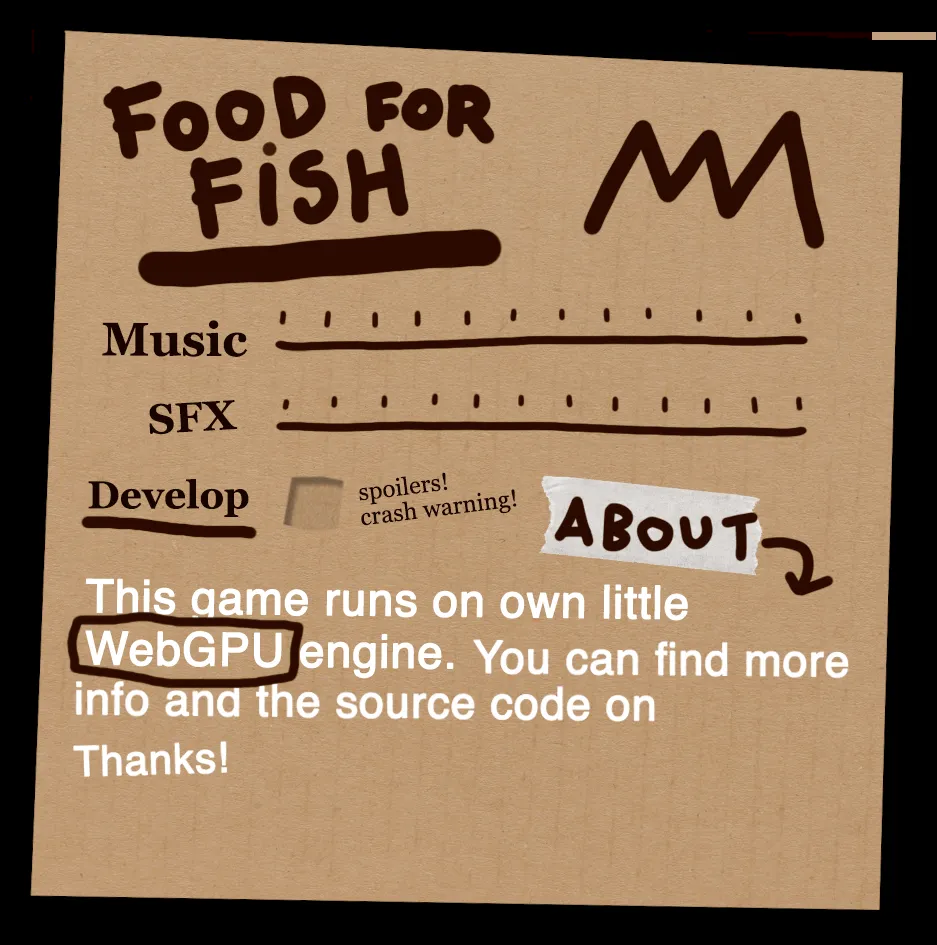 FOOD FOR
FiSH
Music
SFX
Develop
spoilers!
crash warning!
ABOUT
This game runs on own little
WebGPU engine. You can find more
info and the source code on
Thanks!